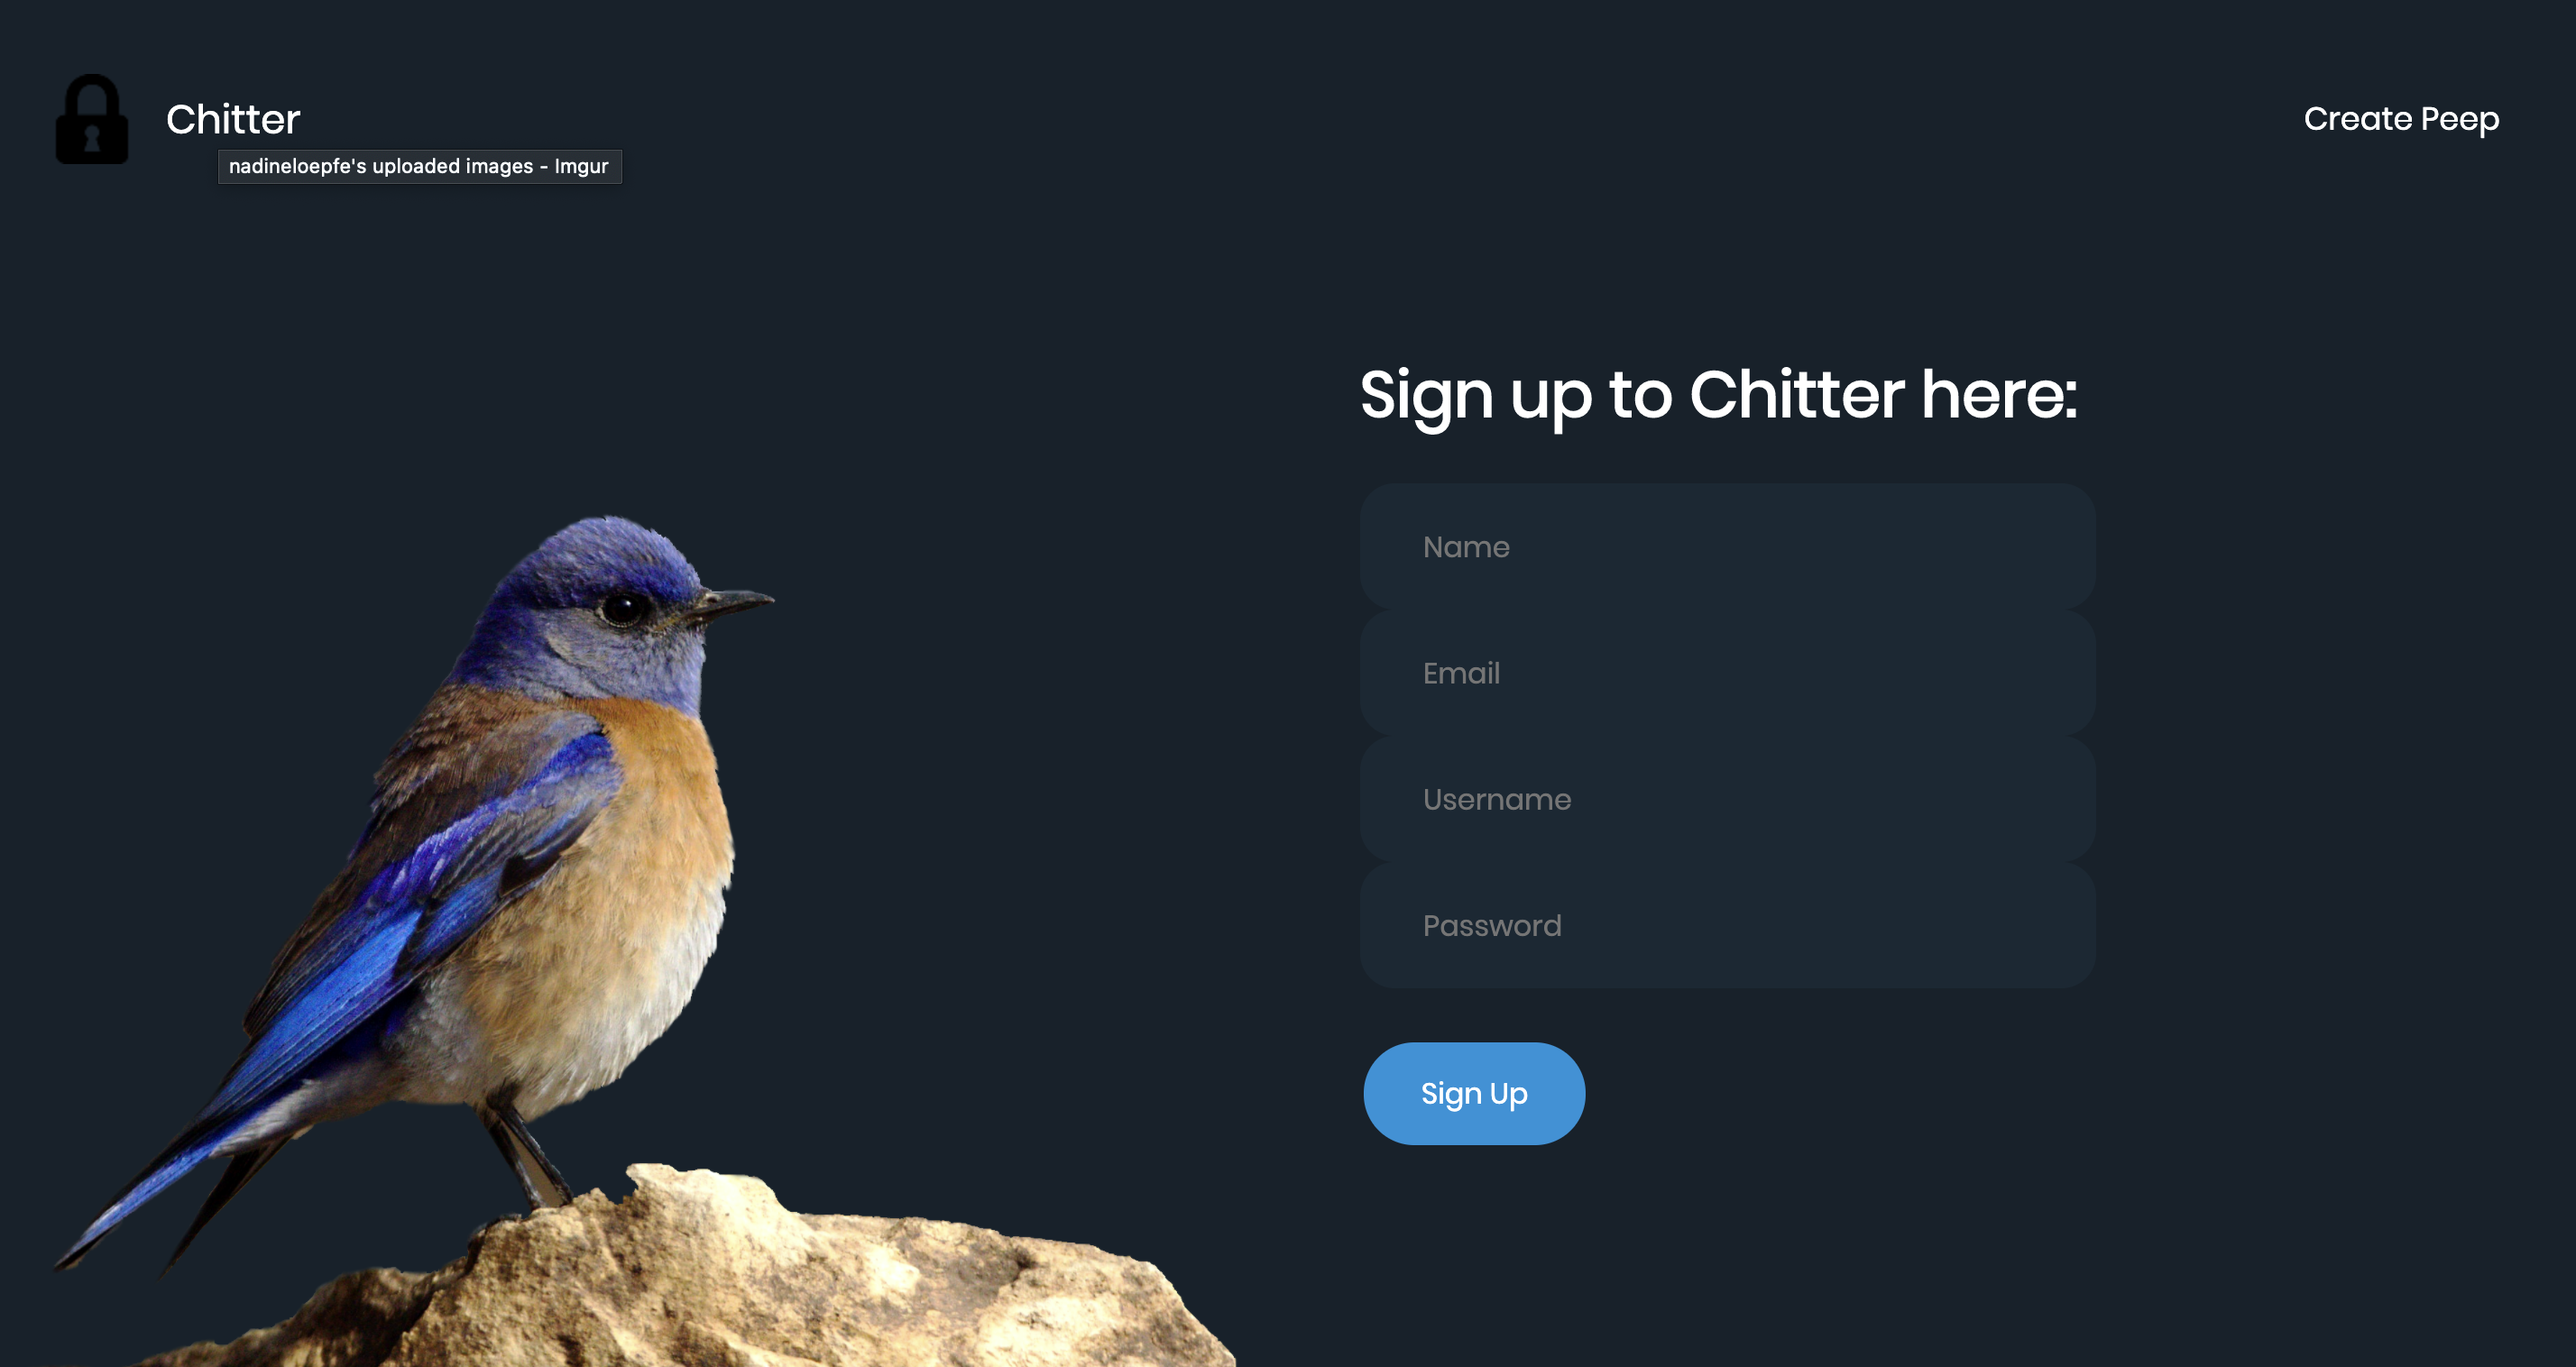 Chitter
Create Peep
nadineloepfe's uploaded images - Imgur
Sign up to Chitter here:
Name
Email
Username
Password
Sign Up